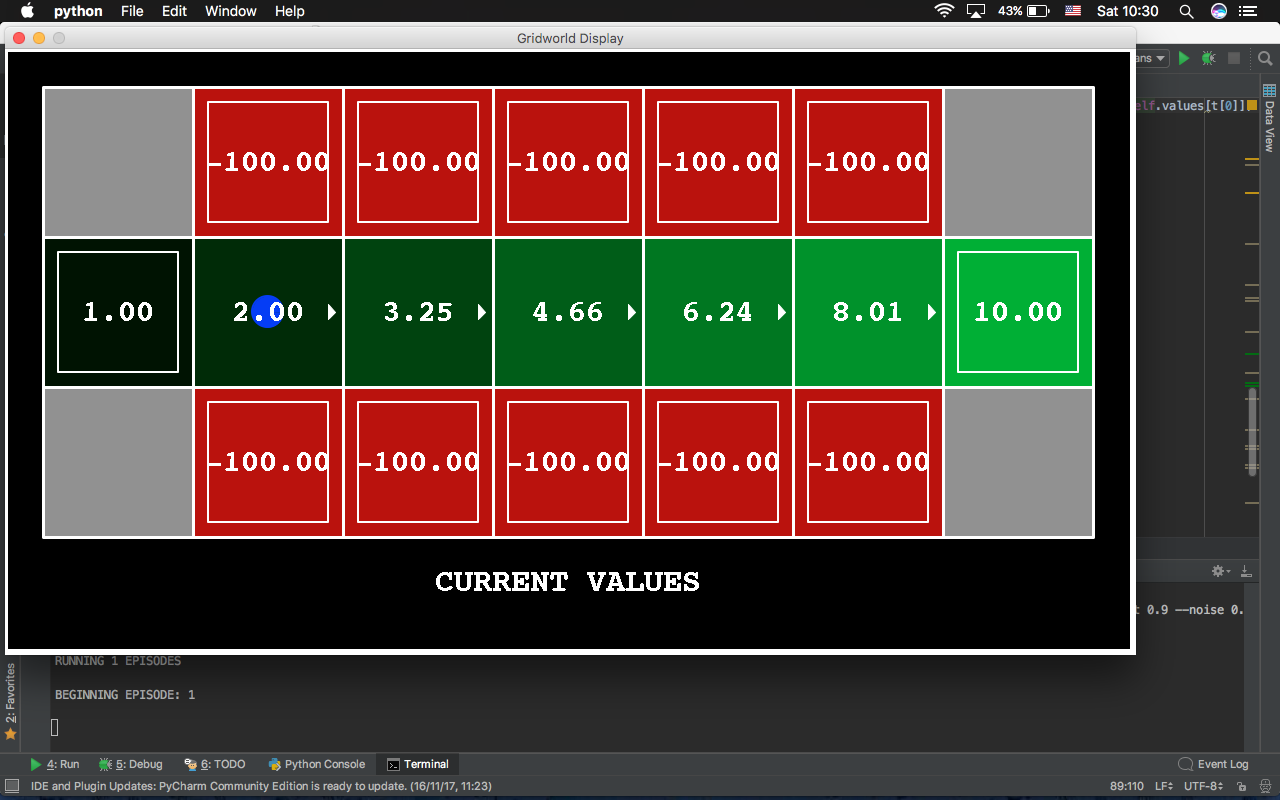 python File Edit Window Help 43% Sat 10:30
Gridworld Display
ans
elf.values[t[0]]
Data View
-100.00 -100.00 -100.00 -100.00 -100.00
1.00 2.00 3.25 4.66 6.24 8.01 10.00
-100.00 -100.00 -100.00 -100.00 -100.00
CURRENT VALUES
t 0.9 --noise 0.
RUNNING 1 EPISODES
BEGINNING EPISODE: 1
2: Favorites
4: Run 5: Debug 6: TODO Python Console Terminal Event Log
IDE and Plugin Updates: PyCharm Community Edition is ready to update. (16/11/17, 11:23) 89:110 LF UTF-8